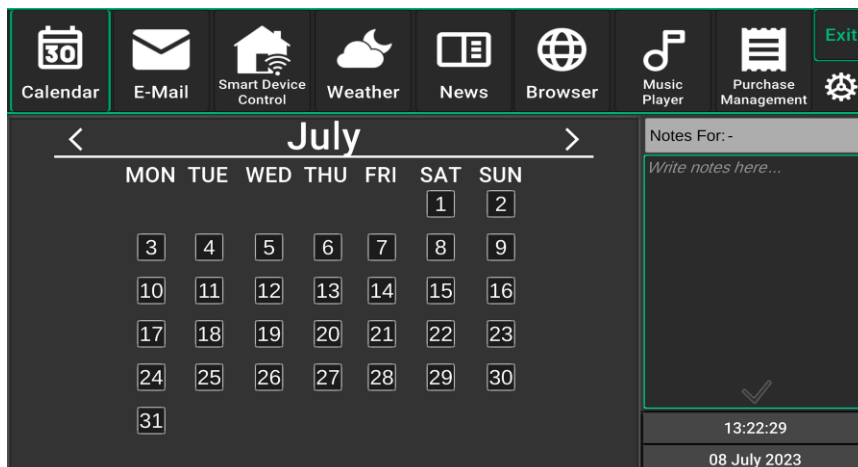 30
Calendar
E-Mail
Smart Device
Control
Weather
News
Browser
Music
Player
Purchase
Management
Exit
July
MON TUE WED THU FRI SAT SUN
1 2
3 4 5 6 7 8 9
10 11 12 13 14 15 16
17 18 19 20 21 22 23
24 25 26 27 28 29 30
31
Notes For: -
Write notes here...
13:22:29
08 July 2023